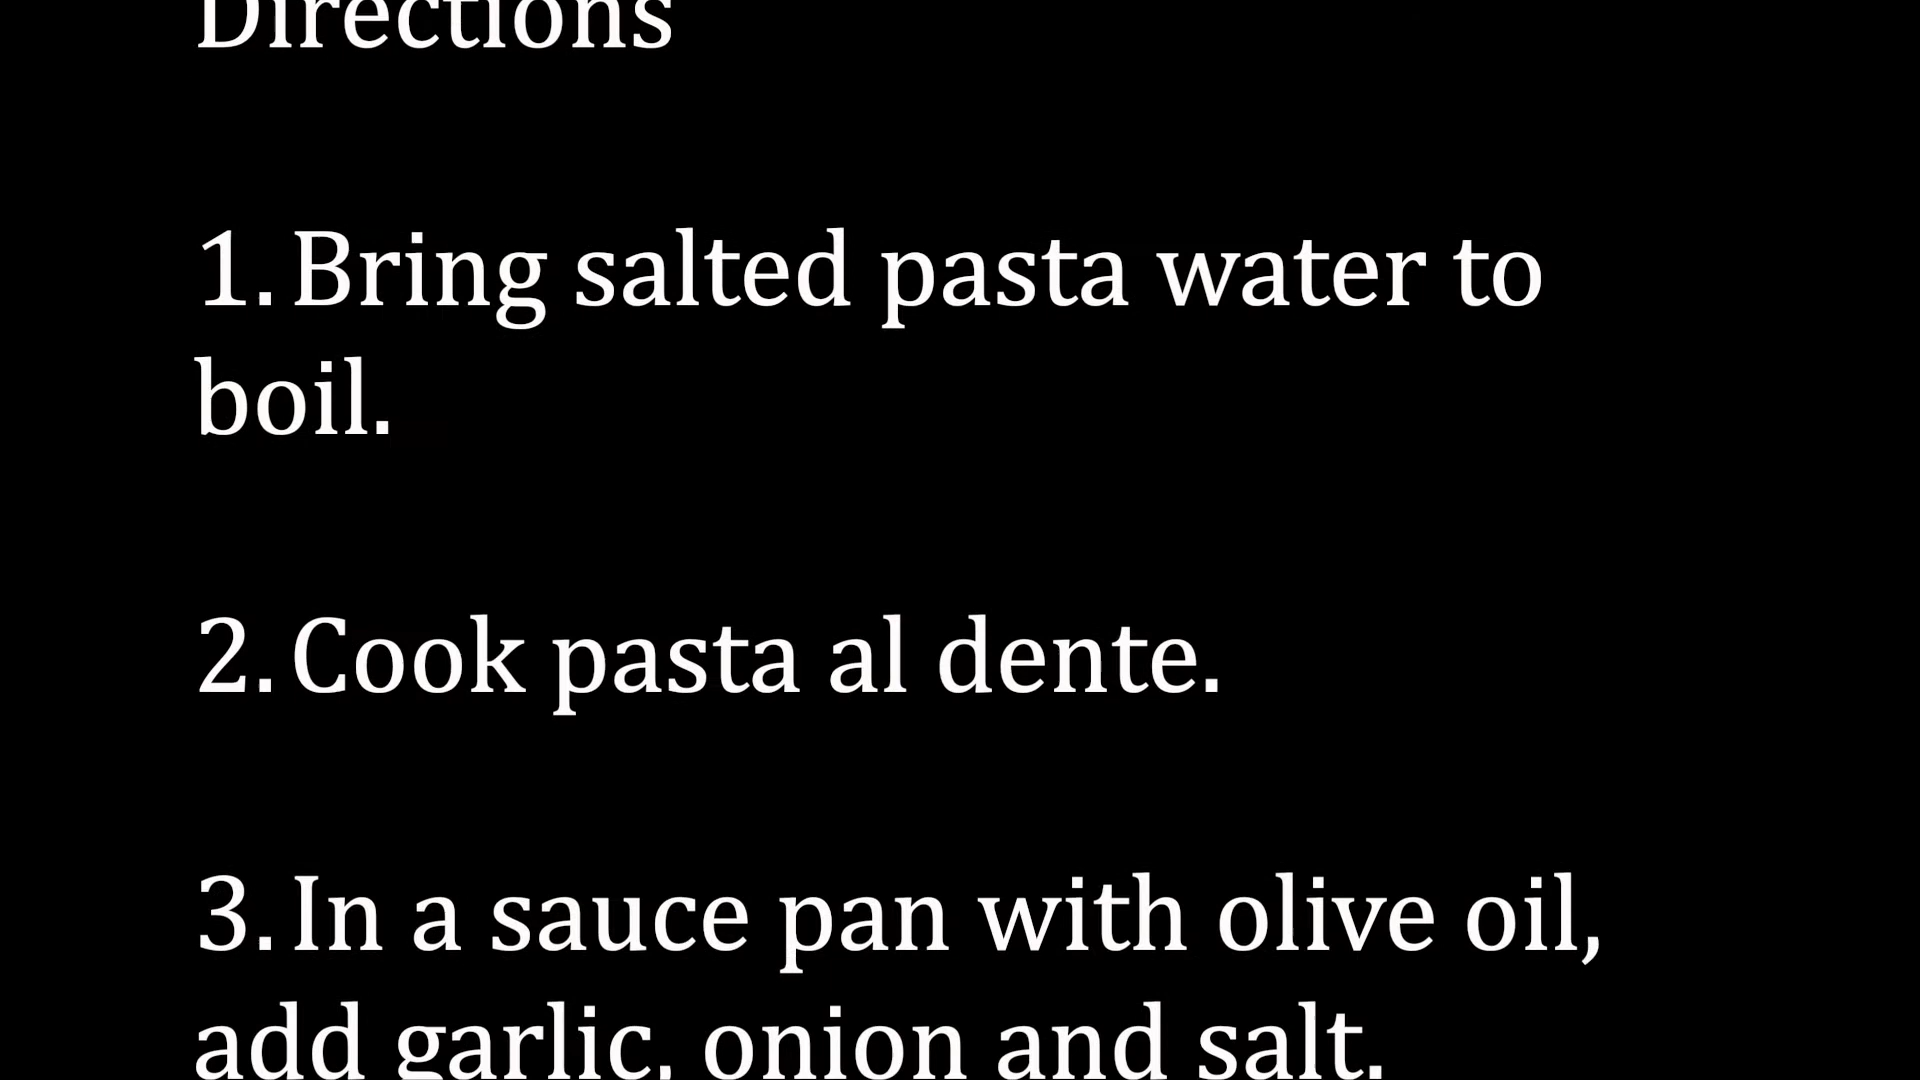 Directions
1. Bring salted pasta water to
boil.
2. Cook pasta al dente.
3. In a sauce pan with olive oil,
add garlic, onion and salt.